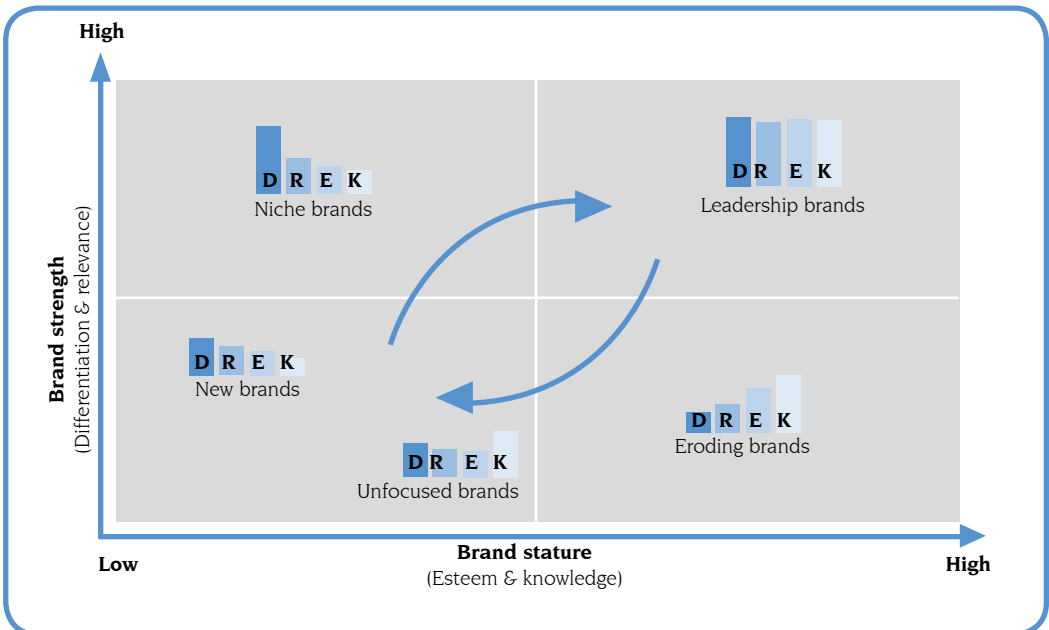 High
Brand strength
(Differentiation & relevance)
D R E K
Niche brands
D R E K
Leadership brands
D R E K
New brands
D R E K
Unfocused brands
D R E K
Eroding brands
Low
Brand stature
(Esteem & knowledge)
High